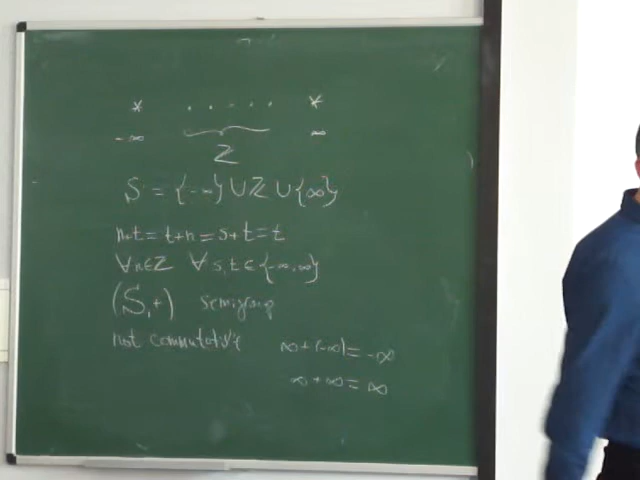 * . . . . . *
-∞ ∞
ℤ
S = {-∞} ∪ ℤ ∪ {∞}
n+t = t+n = s+t = t
∀n∈ℤ ∀s,t∈{-∞,∞}
(S,+) semigroup
not commutative ∞+(-∞) = -∞
∞+∞ = ∞